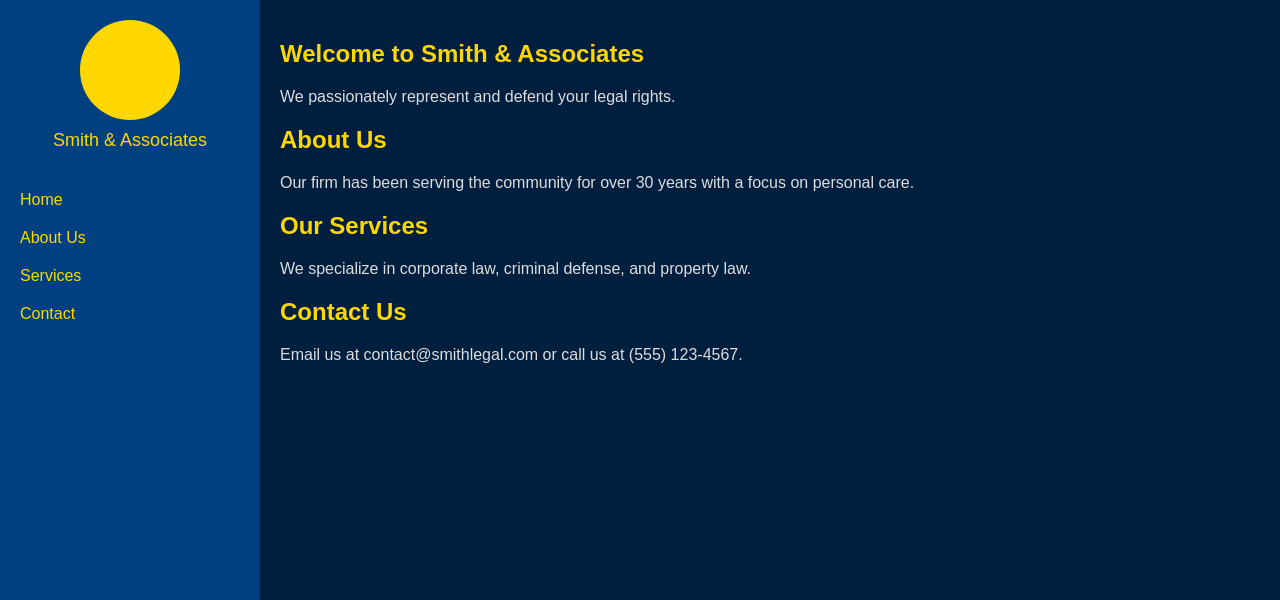 Smith & Associates
Home
About Us
Services
Contact
Welcome to Smith & Associates
We passionately represent and defend your legal rights.
About Us
Our firm has been serving the community for over 30 years with a focus on personal care.
Our Services
We specialize in corporate law, criminal defense, and property law.
Contact Us
Email us at contact@smithlegal.com or call us at (555) 123-4567.